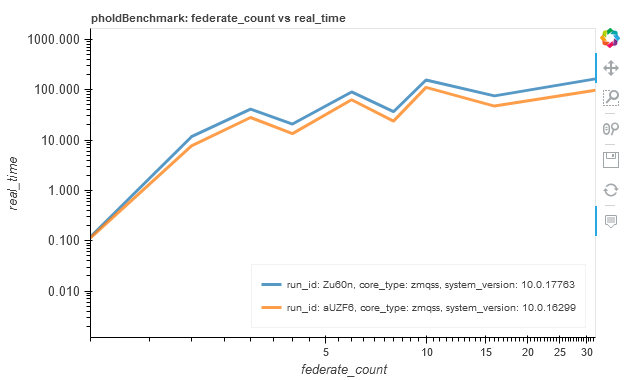 pholdBenchmark: federate_count vs real_time
1000.000
100.000
10.000
1.000
0.100
0.010
real_time
run_id: Zu60n, core_type: zmqss, system_version: 10.0.17763
run_id: aUZF6, core_type: zmqss, system_version: 10.0.16299
5 10 15 20 25 30
federate_count